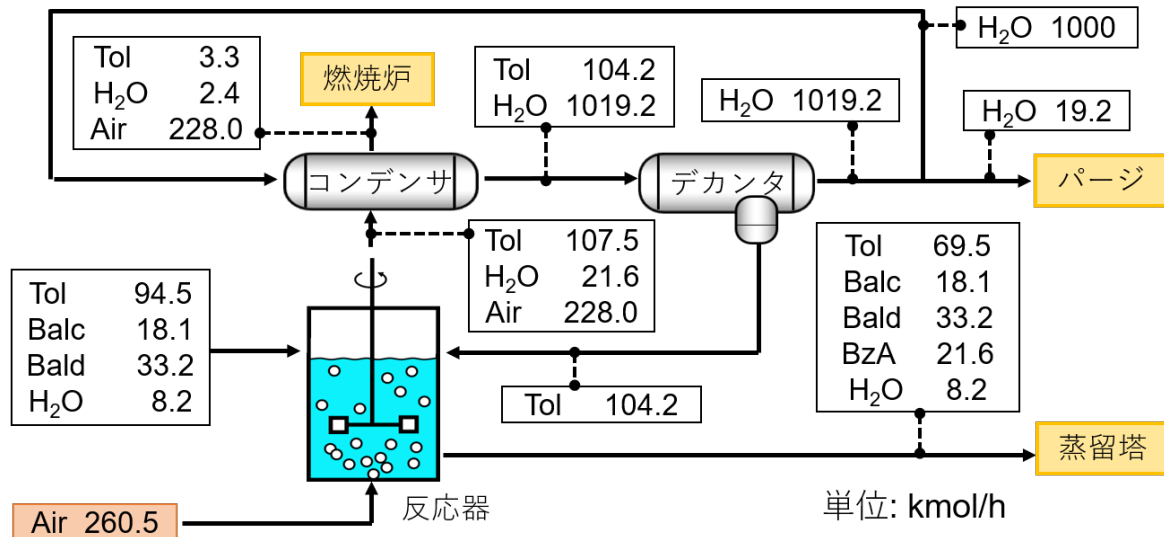 H₂O 1000
Tol 3.3
H₂O 2.4
Air 228.0
燃焼炉
Tol 104.2
H₂O 1019.2
H₂O 1019.2
H₂O 19.2
コンデンサ
デカンタ
パージ
Tol 107.5
H₂O 21.6
Air 228.0
Tol 69.5
Balc 18.1
Bald 33.2
BzA 21.6
H₂O 8.2
Tol 94.5
Balc 18.1
Bald 33.2
H₂O 8.2
Tol 104.2
蒸留塔
反応器
単位: kmol/h
Air 260.5